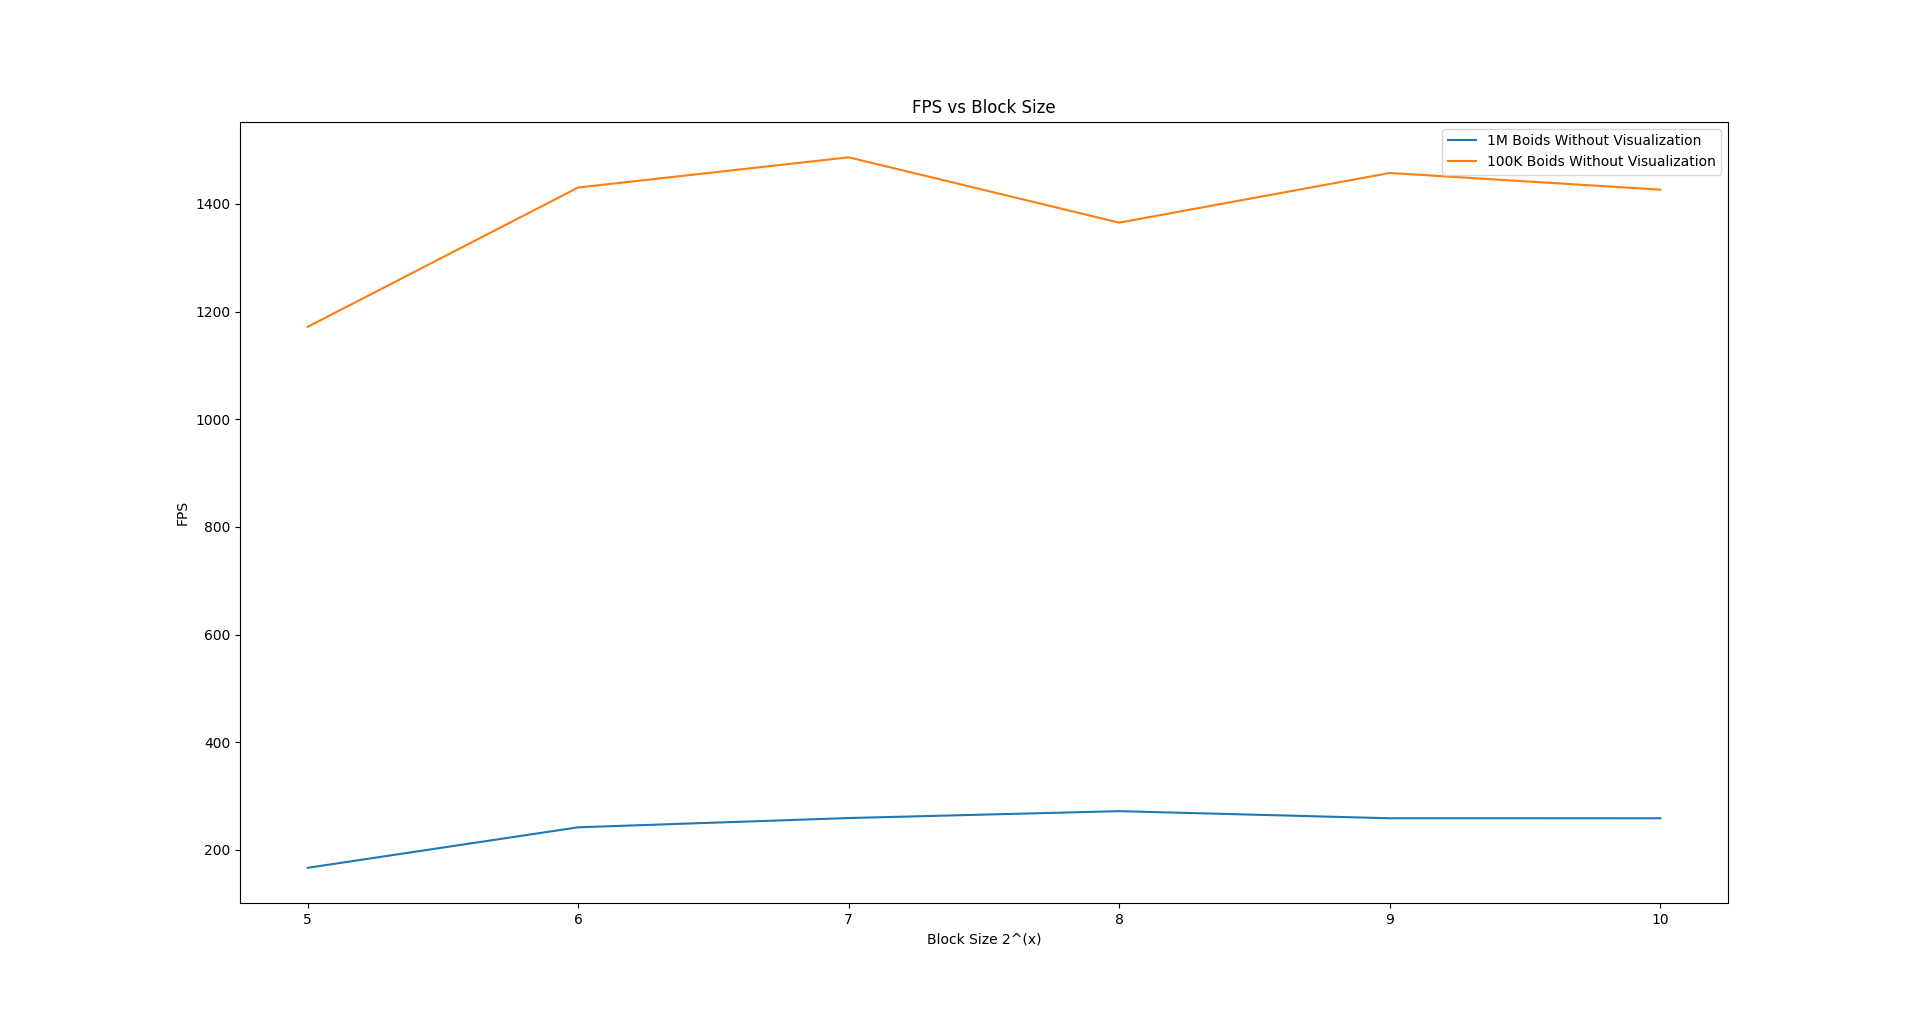 FPS vs Block Size
1M Boids Without Visualization
100K Boids Without Visualization
1400
1200
1000
800
600
400
200
FPS
5 6 7 8 9 10
Block Size 2^(x)